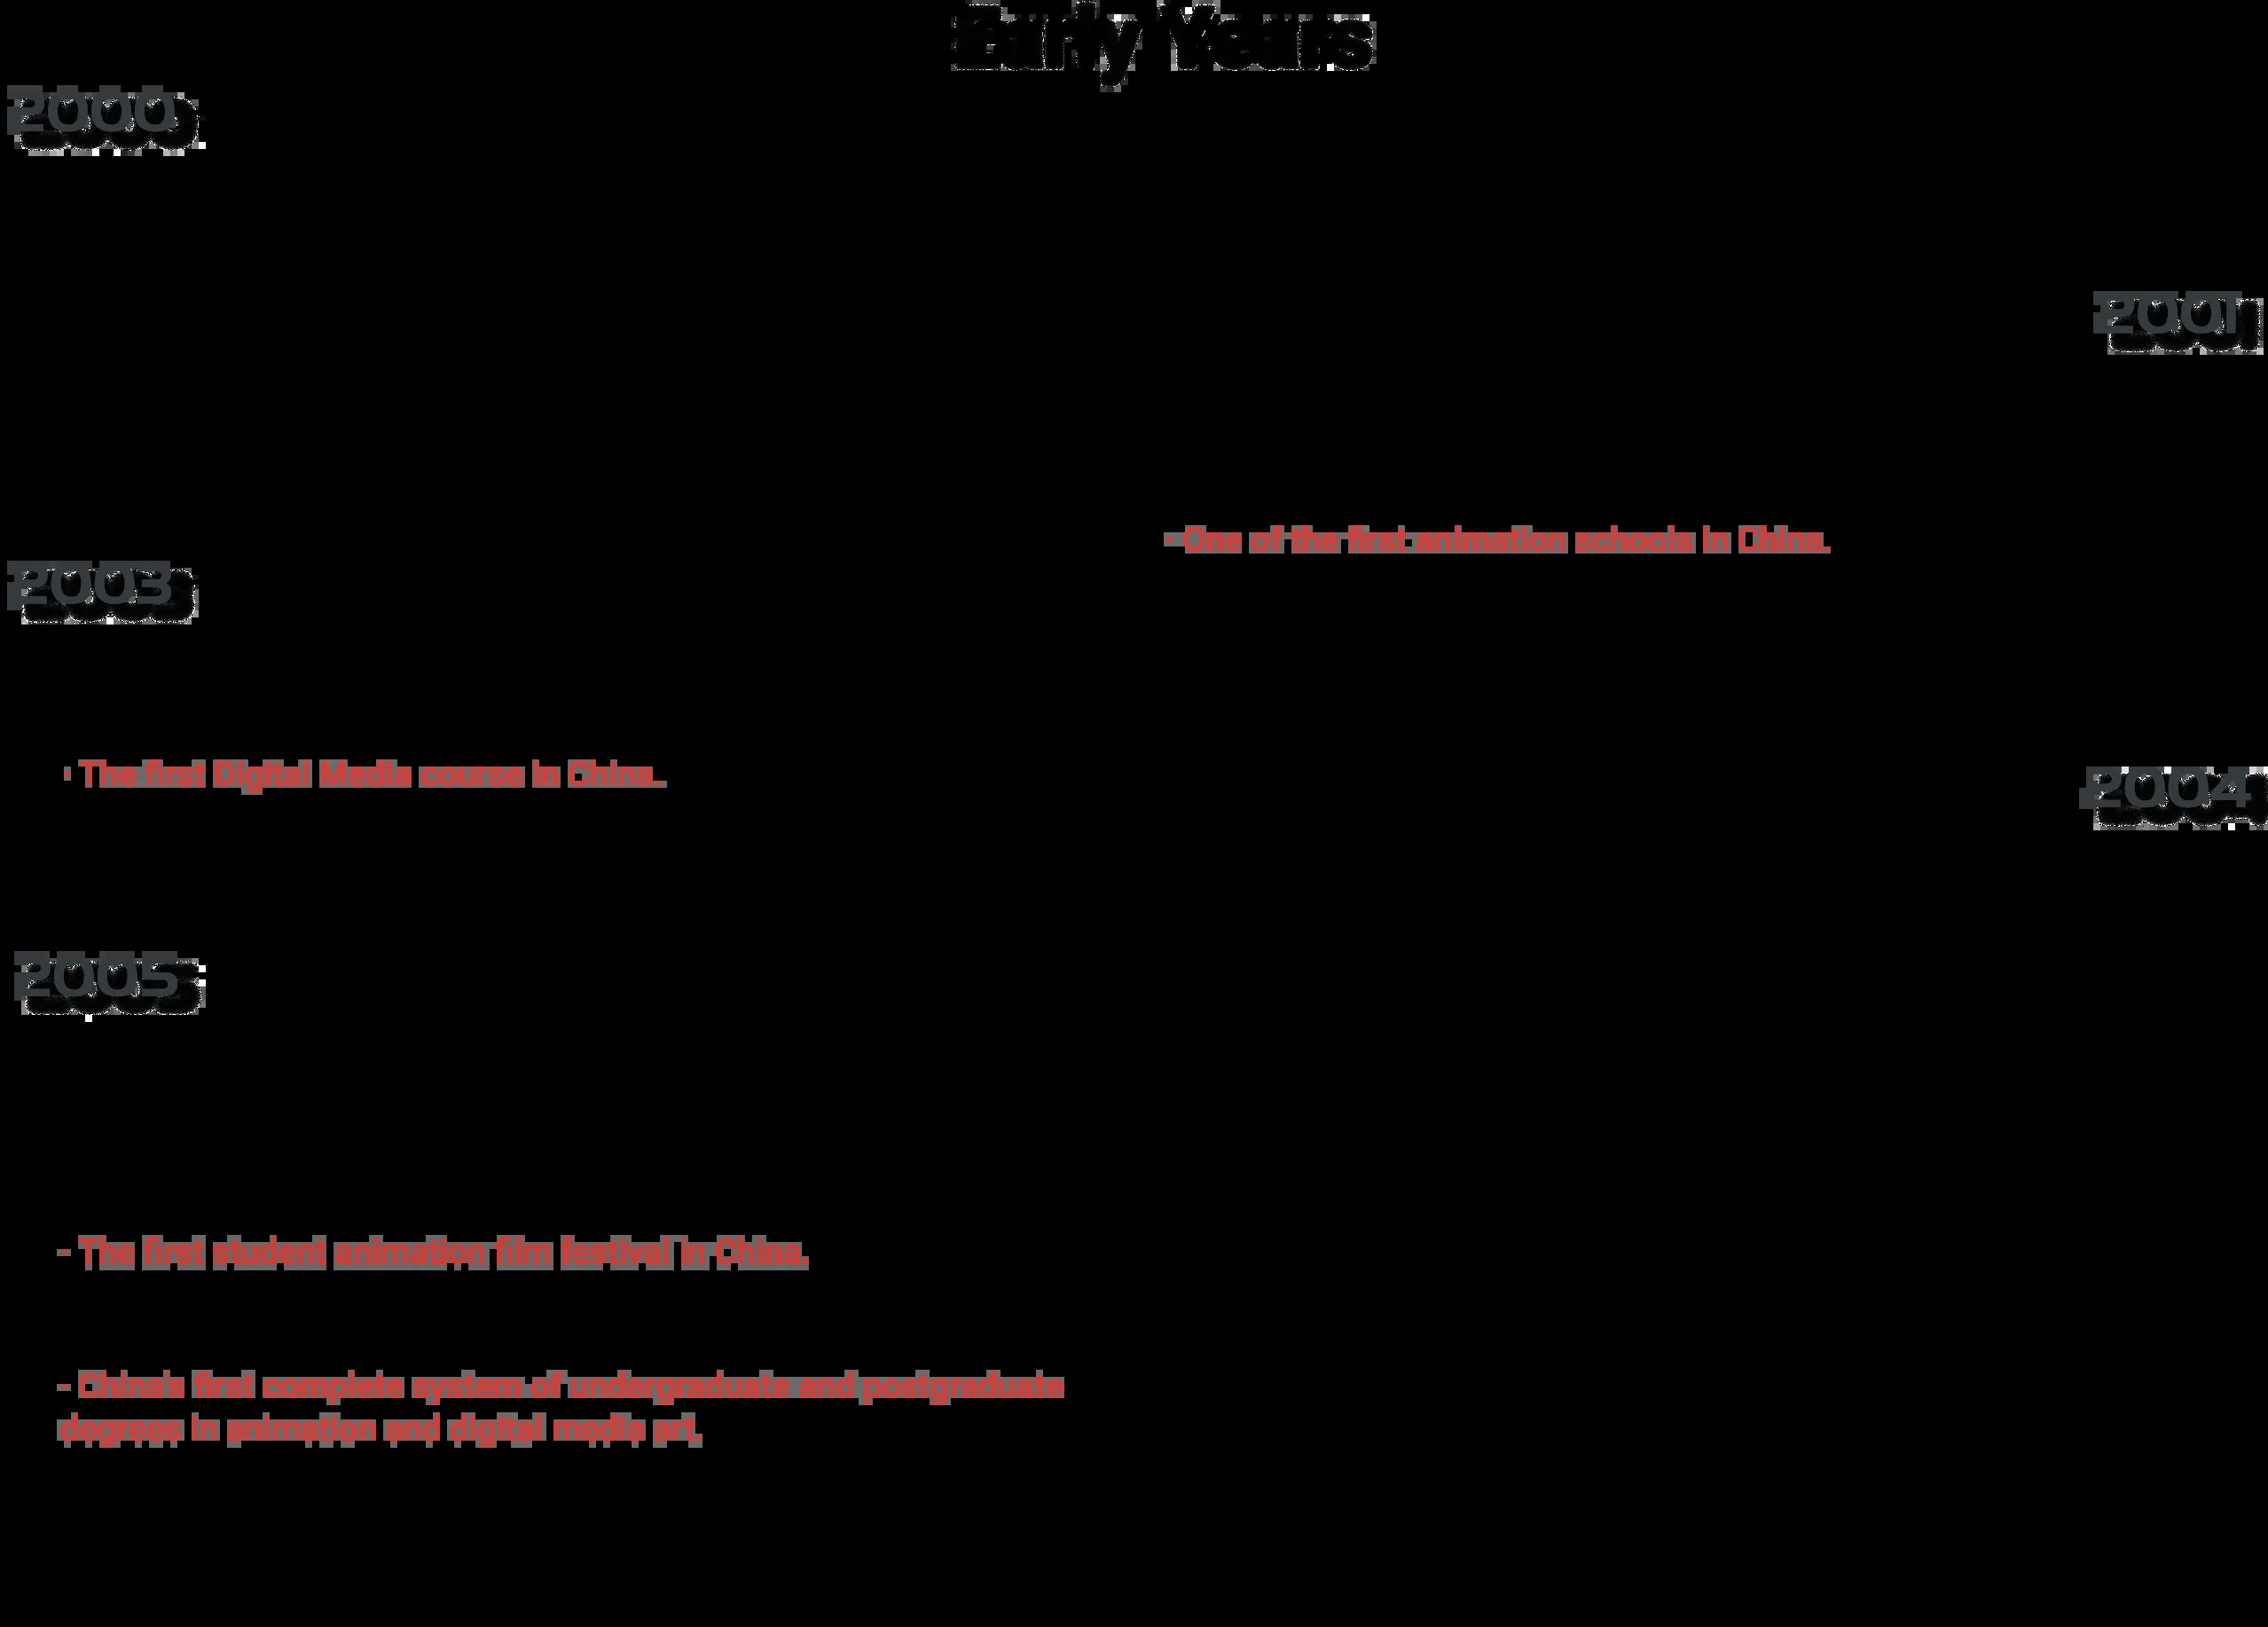 Early Years
2000
2001
- One of the first animation schools in China.
2003
- The first Digital Media course in China.
2004
2005
- The first student animation film festival in China.
- China's first complete system of undergraduate and postgraduate
degrees in animation and digital media art.